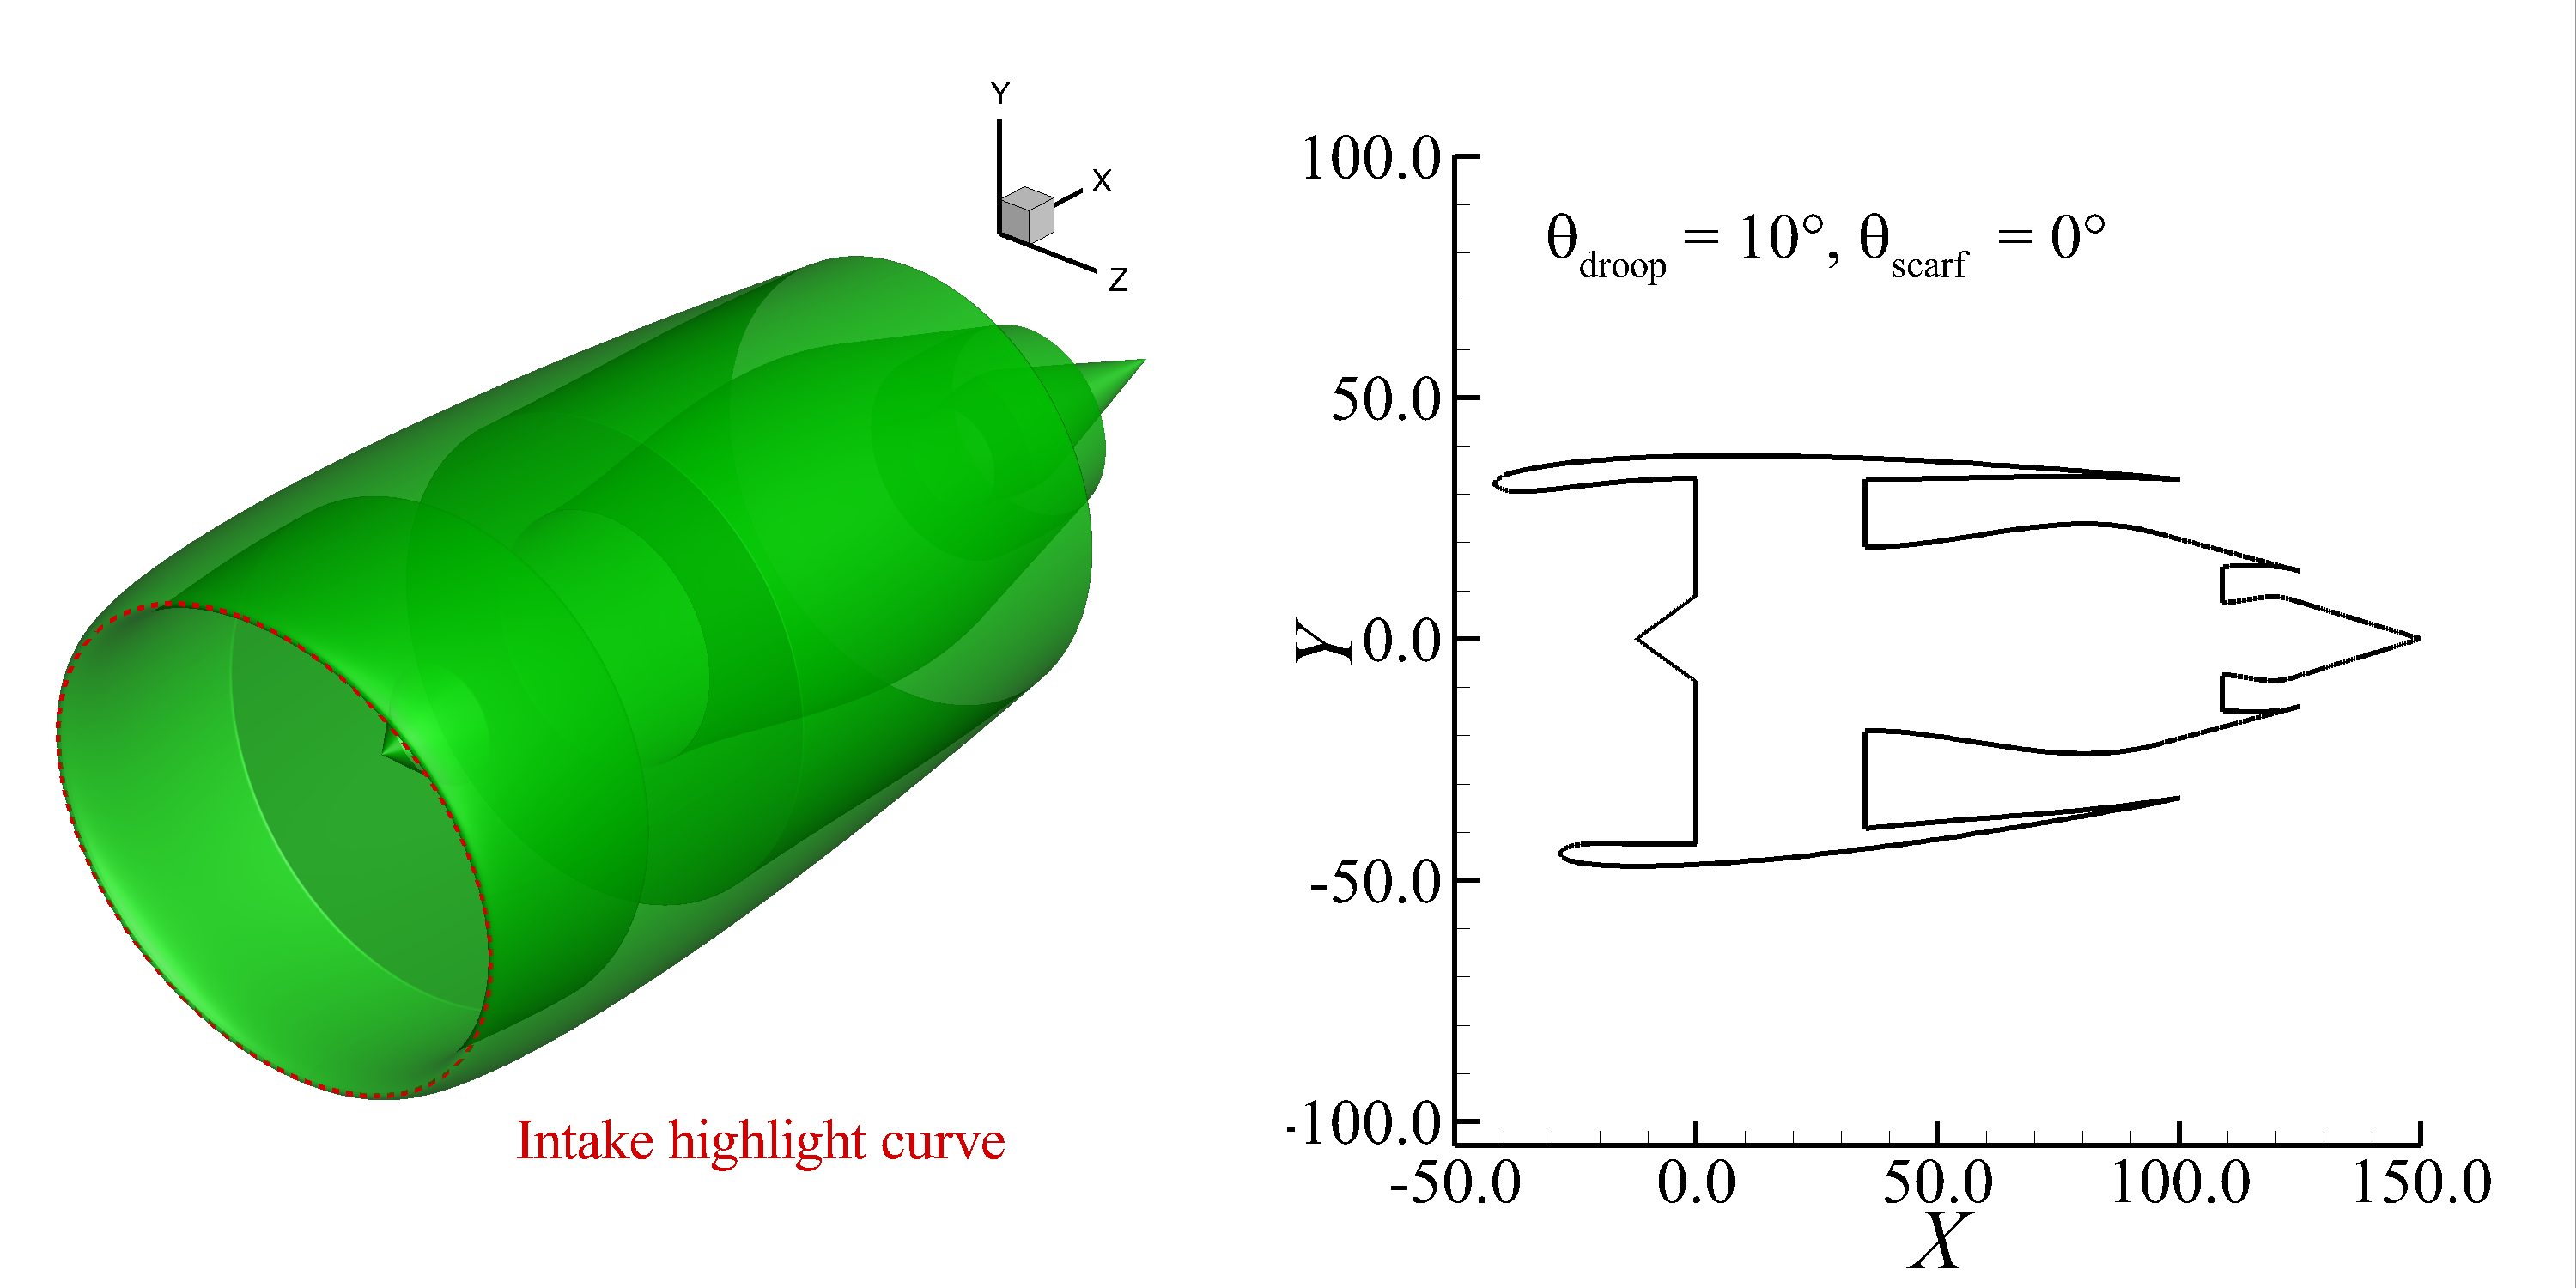 Y
X
Z
Intake highlight curve
100.0
θdroop = 10°, θscarf = 0°
50.0
Y
0.0
-50.0
-100.0
-50.0 0.0 50.0 100.0 150.0
X